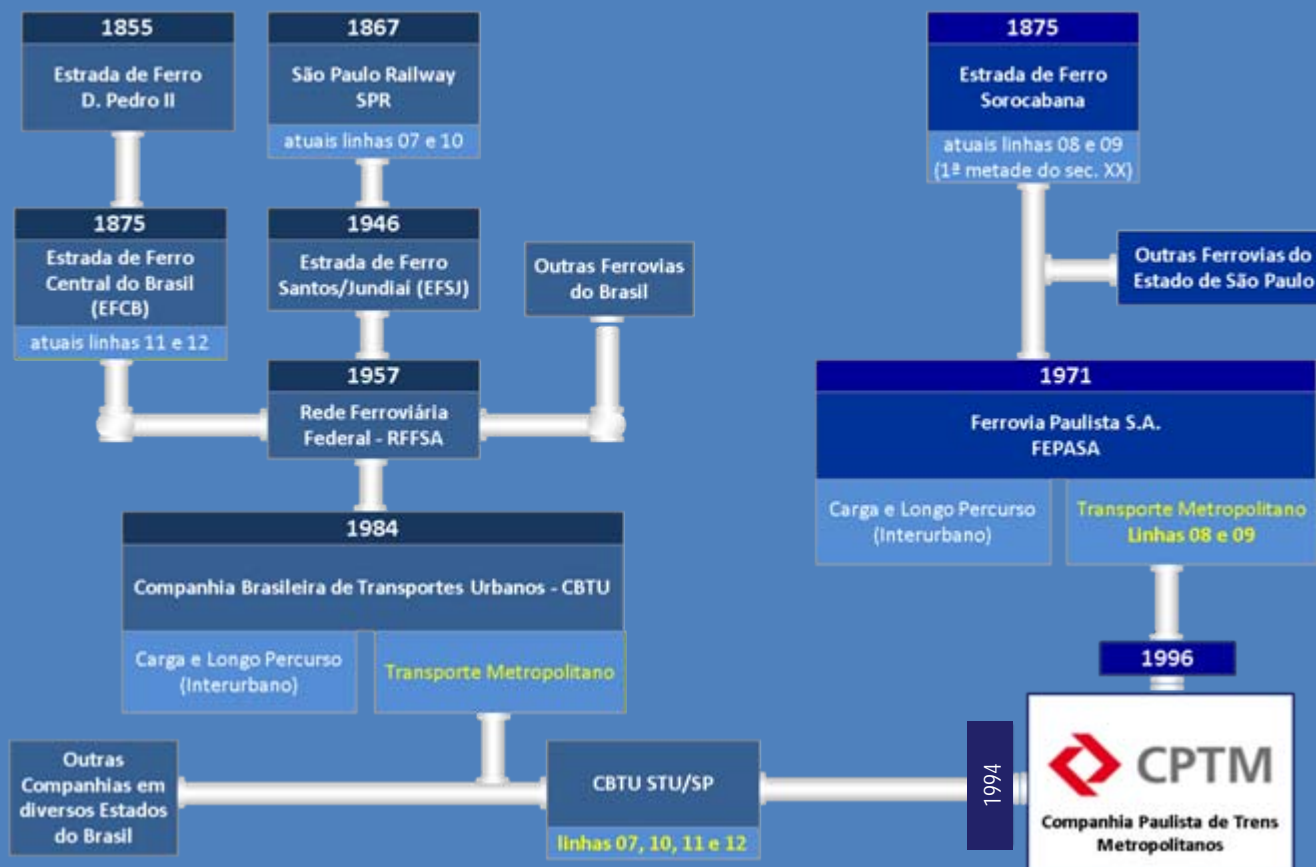 1855
Estrada de Ferro
D. Pedro II
1867
São Paulo Railway
SPR
atuais linhas 07 e 10
1875
Estrada de Ferro
Sorocabana
atuais linhas 08 e 09
(1ª metade do sec. XX)
1875
Estrada de Ferro
Central do Brasil
(EFCB)
atuais linhas 11 e 12
1946
Estrada de Ferro
Santos/Jundiaí (EFSJ)
Outras Ferrovias
do Brasil
Outras Ferrovias do
Estado de São Paulo
1957
Rede Ferroviária
Federal - RFFSA
1971
Ferrovia Paulista S.A.
FEPASA
Carga e Longo Percurso
(Interurbano)
Transporte Metropolitano
Linhas 08 e 09
1984
Companhia Brasileira de Transportes Urbanos - CBTU
Carga e Longo Percurso
(Interurbano)
Transporte Metropolitano
1996
Outras
Companhias em
diversos Estados
do Brasil
CBTU STU/SP
linhas 07, 10, 11 e 12
1994
CPTM
Companhia Paulista de Trens
Metropolitanos